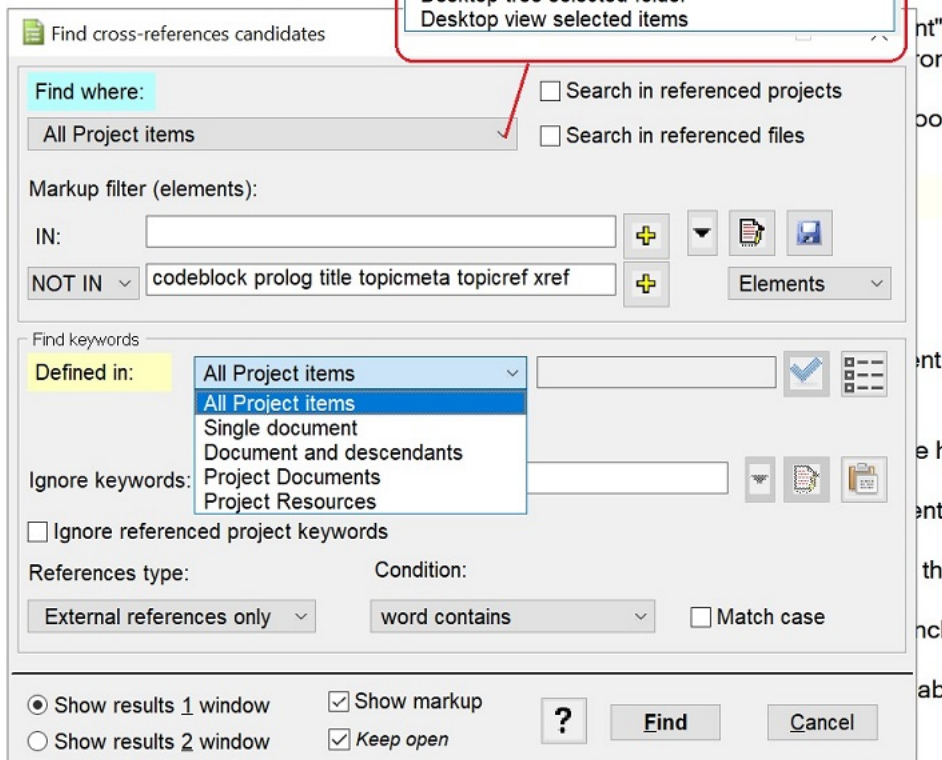 Desktop tree selected folder
Desktop view selected items
Find cross-references candidates
Find where:
Search in referenced projects
All Project items
Search in referenced files
Markup filter (elements):
IN:
NOT IN
codeblock prolog title topicmeta topicref xref
Elements
Find keywords
Defined in:
All Project items
All Project items
Single document
Document and descendants
Project Documents
Project Resources
Ignore keywords:
Ignore referenced project keywords
References type:
Condition:
External references only
word contains
Match case
Show results 1 window
Show markup
Show results 2 window
Keep open
?
Find
Cancel